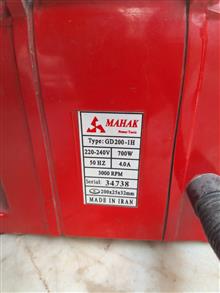 MAHAK
Power Tools
Type: GD200-1H
220-240V 700W
50 HZ 4.0A
3000 RPM
Serial: 34738
200x25x32mm
MADE IN IRAN